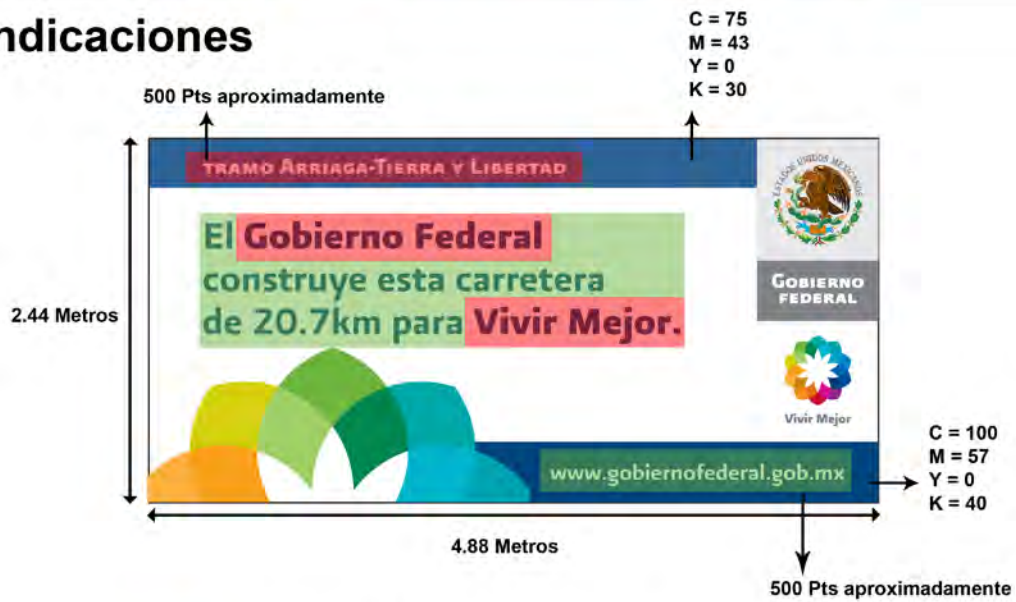 ndicaciones
C = 75
M = 43
Y = 0
K = 30
500 Pts aproximadamente
TRAMO ARRIAGA-TIERRA Y LIBERTAD
ESTADOS UNIDOS MEXICANOS
El Gobierno Federal
construye esta carretera
de 20.7km para Vivir Mejor.
GOBIERNO
FEDERAL
2.44 Metros
Vivir Mejor
www.gobiernofederal.gob.mx
C = 100
M = 57
Y = 0
K = 40
4.88 Metros
500 Pts aproximadamente